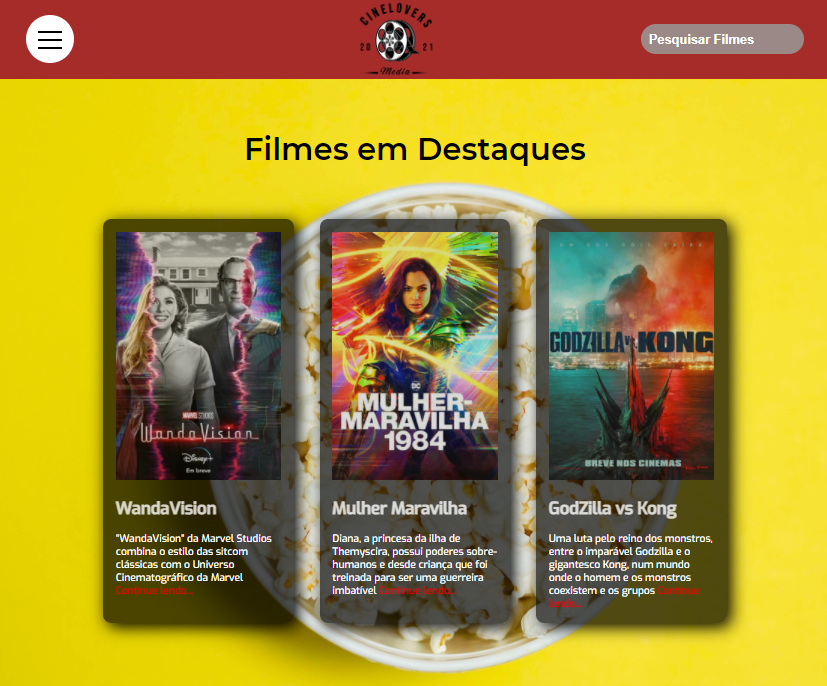 CINELOVERS
20 21
Media
Pesquisar Filmes
Filmes em Destaques
MARVEL STUDIOS
WandaVision
Disney+
Em breve
WandaVision
"WandaVision" da Marvel Studios
combina o estilo das sitcom
clássicas com o Universo
Cinematográfico da Marvel
Continue lendo...
DC
MULHER-
MARAVILHA
1984
Mulher Maravilha
Diana, a princesa da ilha de
Themyscira, possui poderes sobre-
humanos e desde criança que foi
treinada para ser uma guerreira
imbatível Continue lendo...
GODZILLA VS KONG
BREVE NOS CINEMAS
GodZilla vs Kong
Uma luta pelo reino dos monstros,
entre o imparável Godzilla e o
gigantesco Kong, num mundo
onde o homem e os monstros
coexistem e os grupos Continue
lendo...